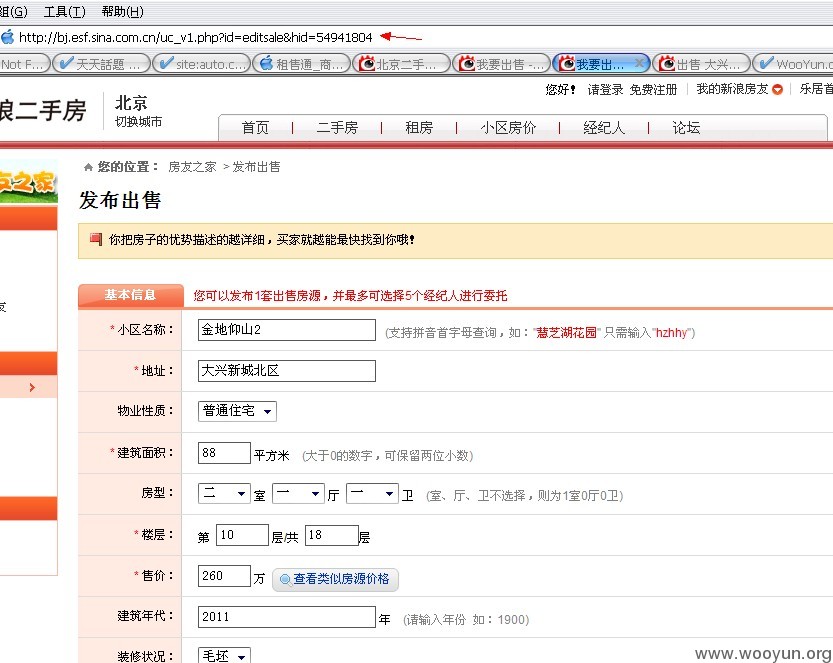 组(G) 工具(T) 帮助(H)
http://bj.esf.sina.com.cn/uc_v1.php?id=editsale&hid=54941804
Not F... 天天话题 ... site:auto.c... 租售通_商... 北京二手... 我要出售 -... 我要出... 出售 大兴... WooYun.o
您好! 请登录 免费注册 我的新浪房友 乐居首
浪二手房 北京
切换城市
首页 二手房 租房 小区房价 经纪人 论坛
您的位置： 房友之家 > 发布出售
友之家
发布出售
你把房子的优势描述的越详细，买家就越能最快找到你哦!
基本信息 您可以发布1套出售房源，并最多可选择5个经纪人进行委托
友
*小区名称： 金地仰山2 (支持拼音首字母查询，如："慧芝湖花园" 只需输入"hzhhy")
*地址： 大兴新城北区
物业性质： 普通住宅
*建筑面积： 88 平方米 (大于0的数字，可保留两位小数)
房型： 二 室 一 厅 一 卫 (室、厅、卫不选择，则为1室0厅0卫)
*楼层： 第 10 层/共 18 层
*售价： 260 万 查看类似房源价格
建筑年代： 2011 年 (请输入年份 如：1900)
装修状况： 毛坯
www.wooyun.org